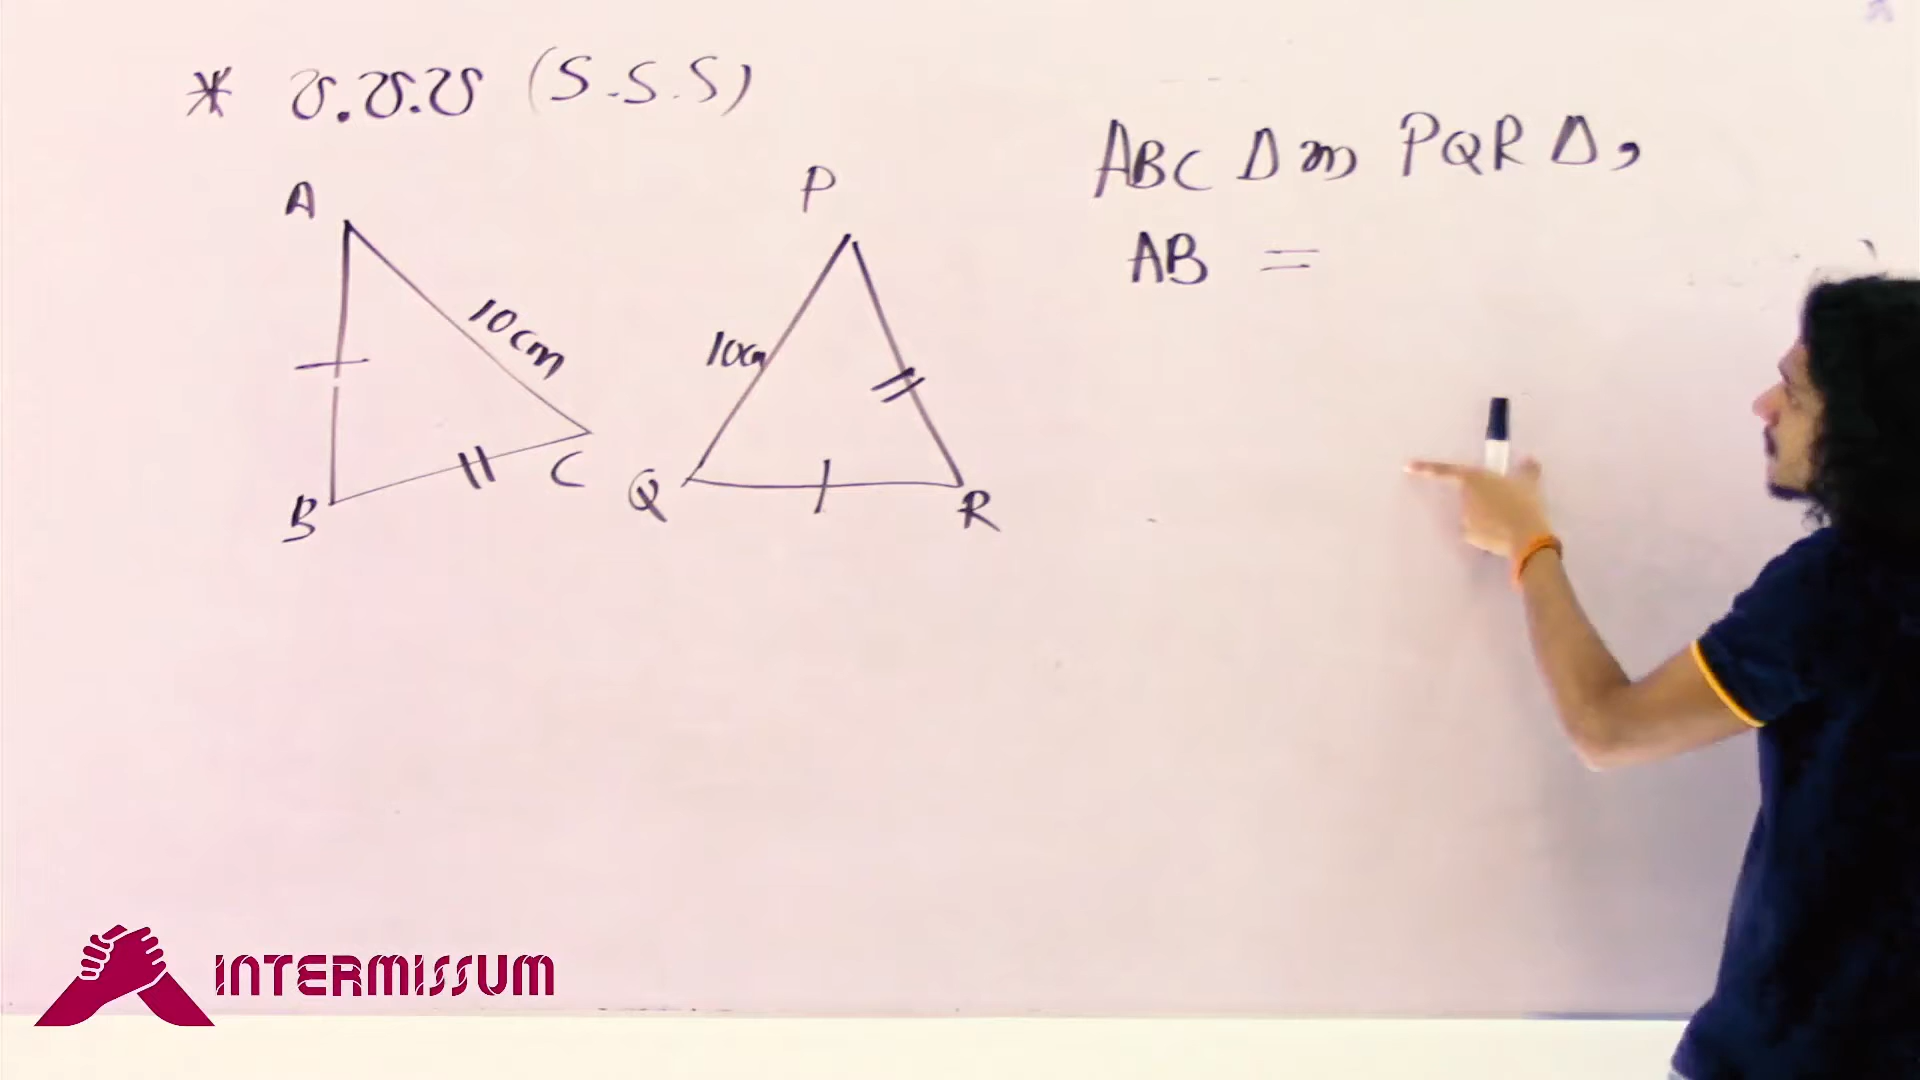 * පා.පා.පා (S.S.S)
ABC Δ හා PQR Δ,
AB =
A
10cm
B
C
P
10cm
Q
R
INTERMISSUM